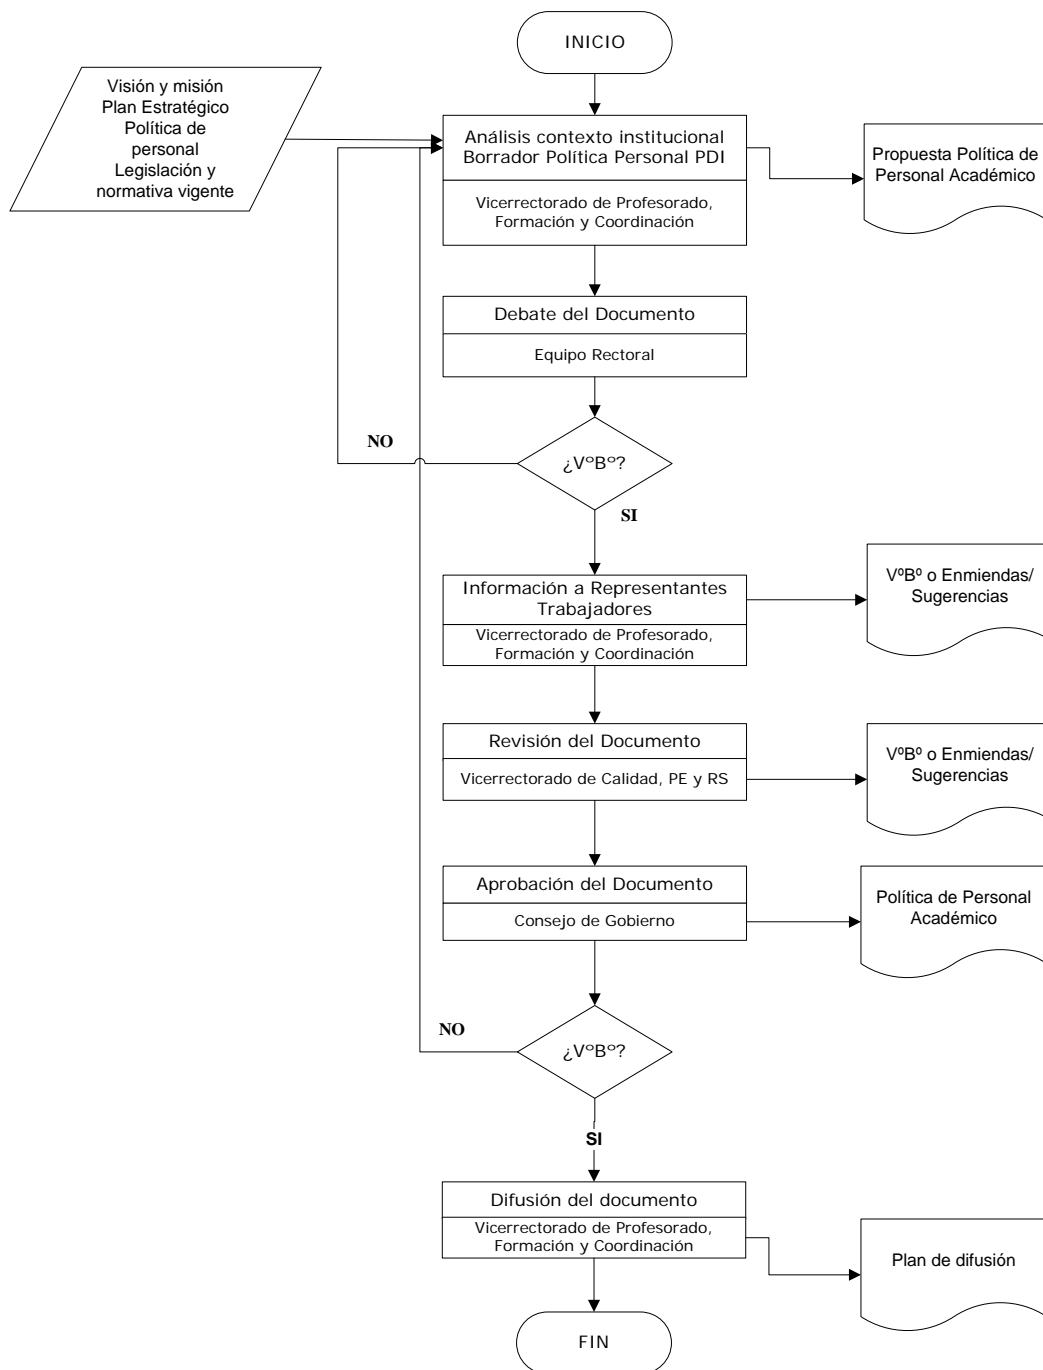 INICIO
Visión y misión
Plan Estratégico
Política de
personal
Legislación y
normativa vigente
Análisis contexto institucional
Borrador Política Personal PDI
Vicerrectorado de Profesorado,
Formación y Coordinación
Propuesta Política de
Personal Académico
Debate del Documento
Equipo Rectoral
NO
¿VºBº?
SI
Información a Representantes
Trabajadores
Vicerrectorado de Profesorado,
Formación y Coordinación
VºBº o Enmiendas/
Sugerencias
Revisión del Documento
Vicerrectorado de Calidad, PE y RS
VºBº o Enmiendas/
Sugerencias
Aprobación del Documento
Consejo de Gobierno
Política de Personal
Académico
NO
¿VºBº?
SI
Difusión del documento
Vicerrectorado de Profesorado,
Formación y Coordinación
Plan de difusión
FIN